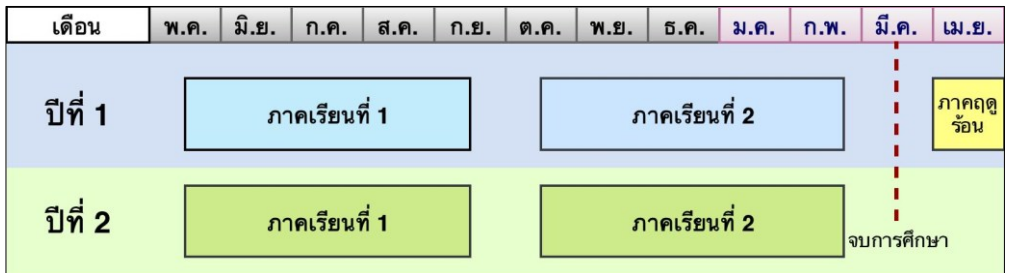 เดือน พ.ค. มิ.ย. ก.ค. ส.ค. ก.ย. ต.ค. พ.ย. ธ.ค. ม.ค. ก.พ. มี.ค. เม.ย.
ปีที่ 1 ภาคเรียนที่ 1 ภาคเรียนที่ 2 ภาคฤดู
ร้อน
ปีที่ 2 ภาคเรียนที่ 1 ภาคเรียนที่ 2
จบการศึกษา